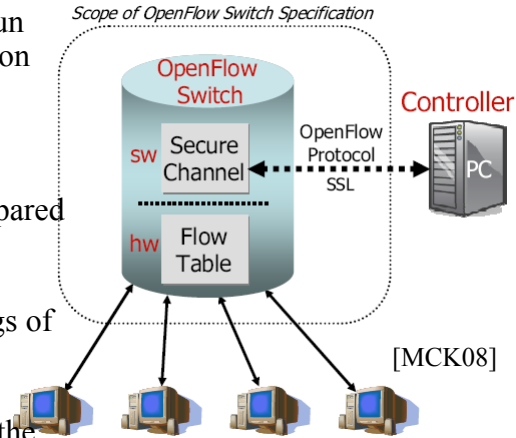 Scope of OpenFlow Switch Specification
un
on
OpenFlow
Switch
Controller
sw
Secure
Channel
OpenFlow
Protocol
SSL
PC
pared
hw
Flow
Table
gs of
[MCK08]
the